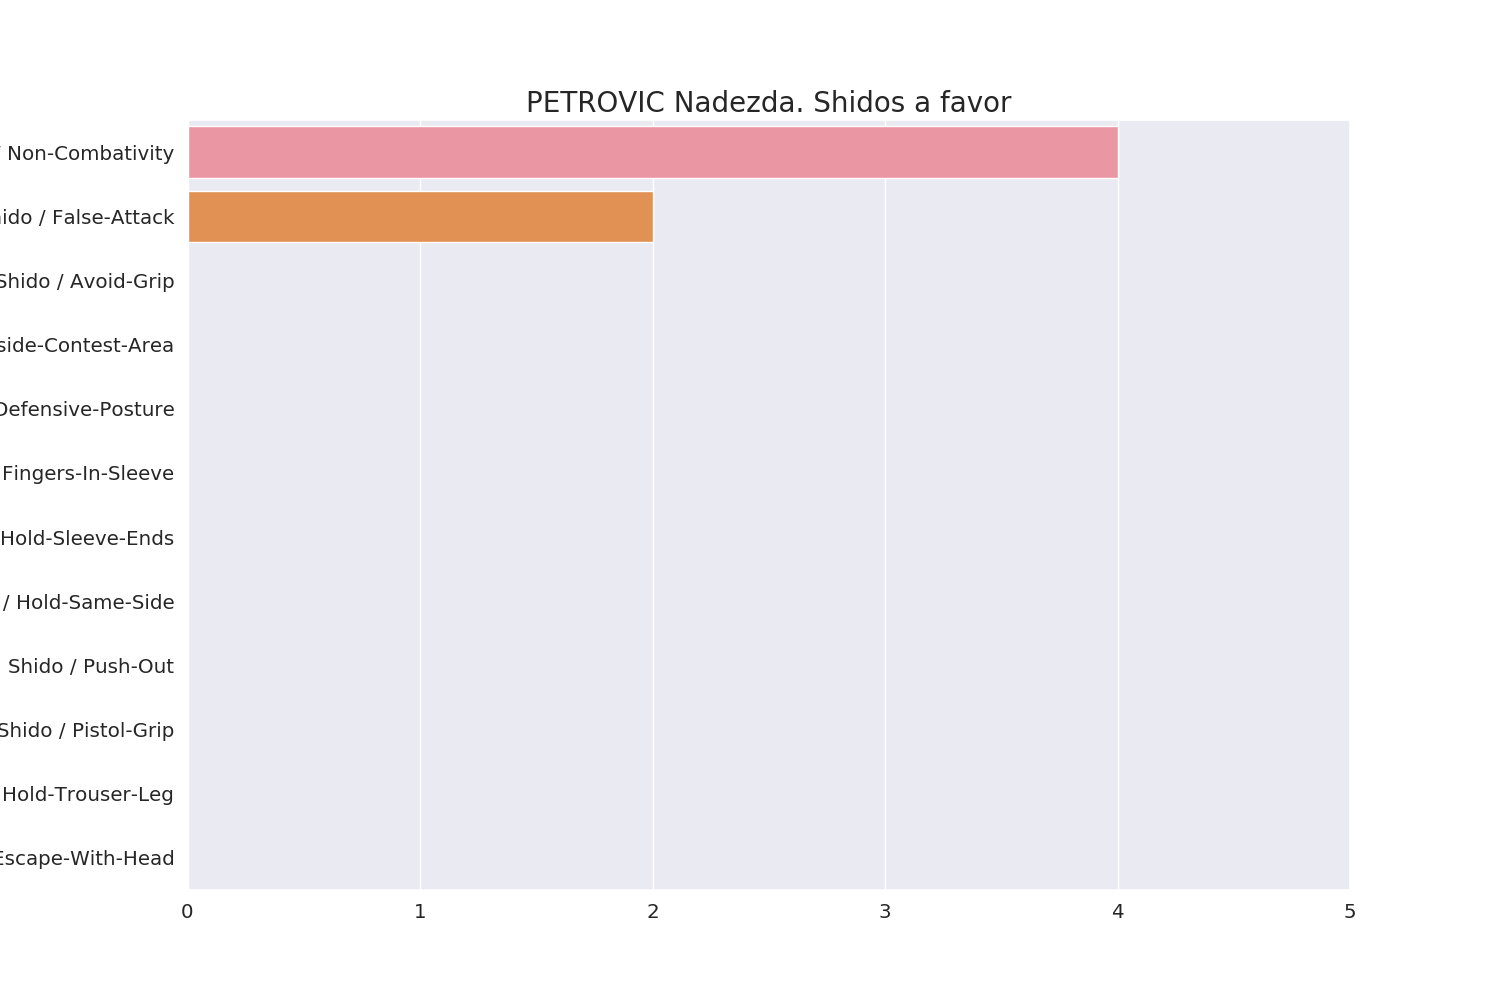 PETROVIC Nadezda. Shidos a favor
/ Non-Combativity
ido / False-Attack
Shido / Avoid-Grip
side-Contest-Area
Defensive-Posture
Fingers-In-Sleeve
Hold-Sleeve-Ends
/ Hold-Same-Side
Shido / Push-Out
Shido / Pistol-Grip
Hold-Trouser-Leg
Escape-With-Head
0 1 2 3 4 5